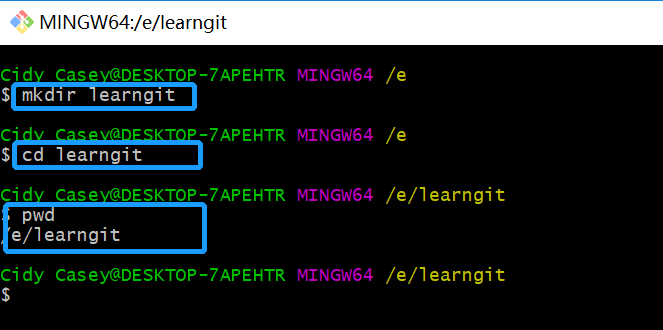 MINGW64:/e/learngit
Cidy Casey@DESKTOP-7APEHTR MINGW64 /e
$ mkdir learngit
Cidy Casey@DESKTOP-7APEHTR MINGW64 /e
$ cd learngit
Cidy Casey@DESKTOP-7APEHTR MINGW64 /e/learngit
$ pwd
/e/learngit
Cidy Casey@DESKTOP-7APEHTR MINGW64 /e/learngit
$